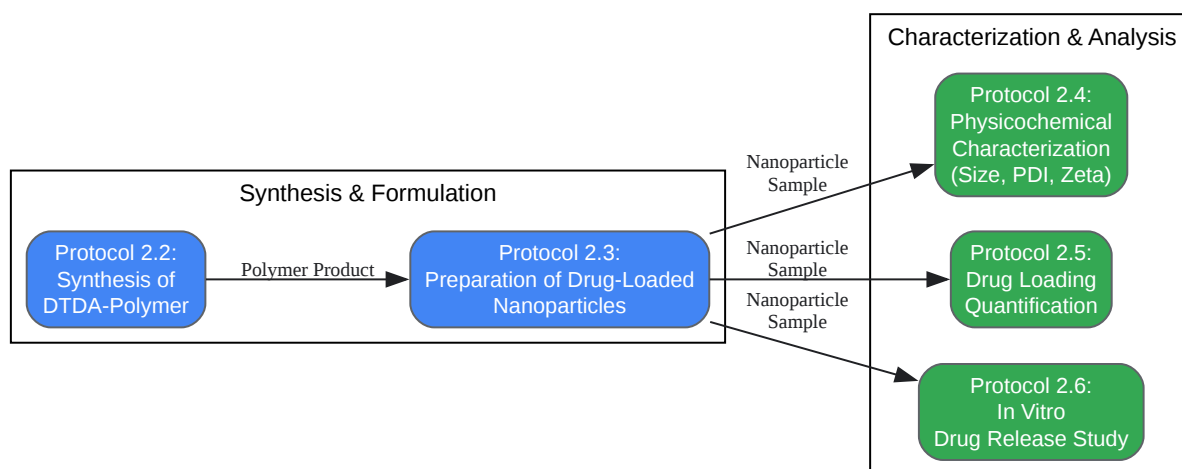 Synthesis & Formulation
Protocol 2.2:
Synthesis of
DTDA-Polymer
Polymer Product
Protocol 2.3:
Preparation of Drug-Loaded
Nanoparticles
Nanoparticle
Sample
Nanoparticle
Sample
Nanoparticle
Sample
Characterization & Analysis
Protocol 2.4:
Physicochemical
Characterization
(Size, PDI, Zeta)
Protocol 2.5:
Drug Loading
Quantification
Protocol 2.6:
In Vitro
Drug Release Study